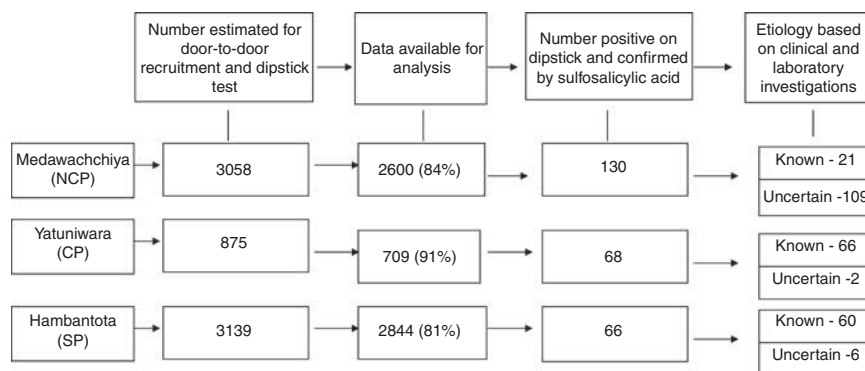 Number estimated for
door-to-door
recruitment and dipstick
test
Data available for
analysis
Number positive on
dipstick and confirmed
by sulfosalicylic acid
Etiology based
on clinical and
laboratory
investigations
Medawachchiya
(NCP)
3058
2600 (84%)
130
Known - 21
Uncertain -109
Yatuniwara
(CP)
875
709 (91%)
68
Known - 66
Uncertain -2
Hambantota
(SP)
3139
2844 (81%)
66
Known - 60
Uncertain -6